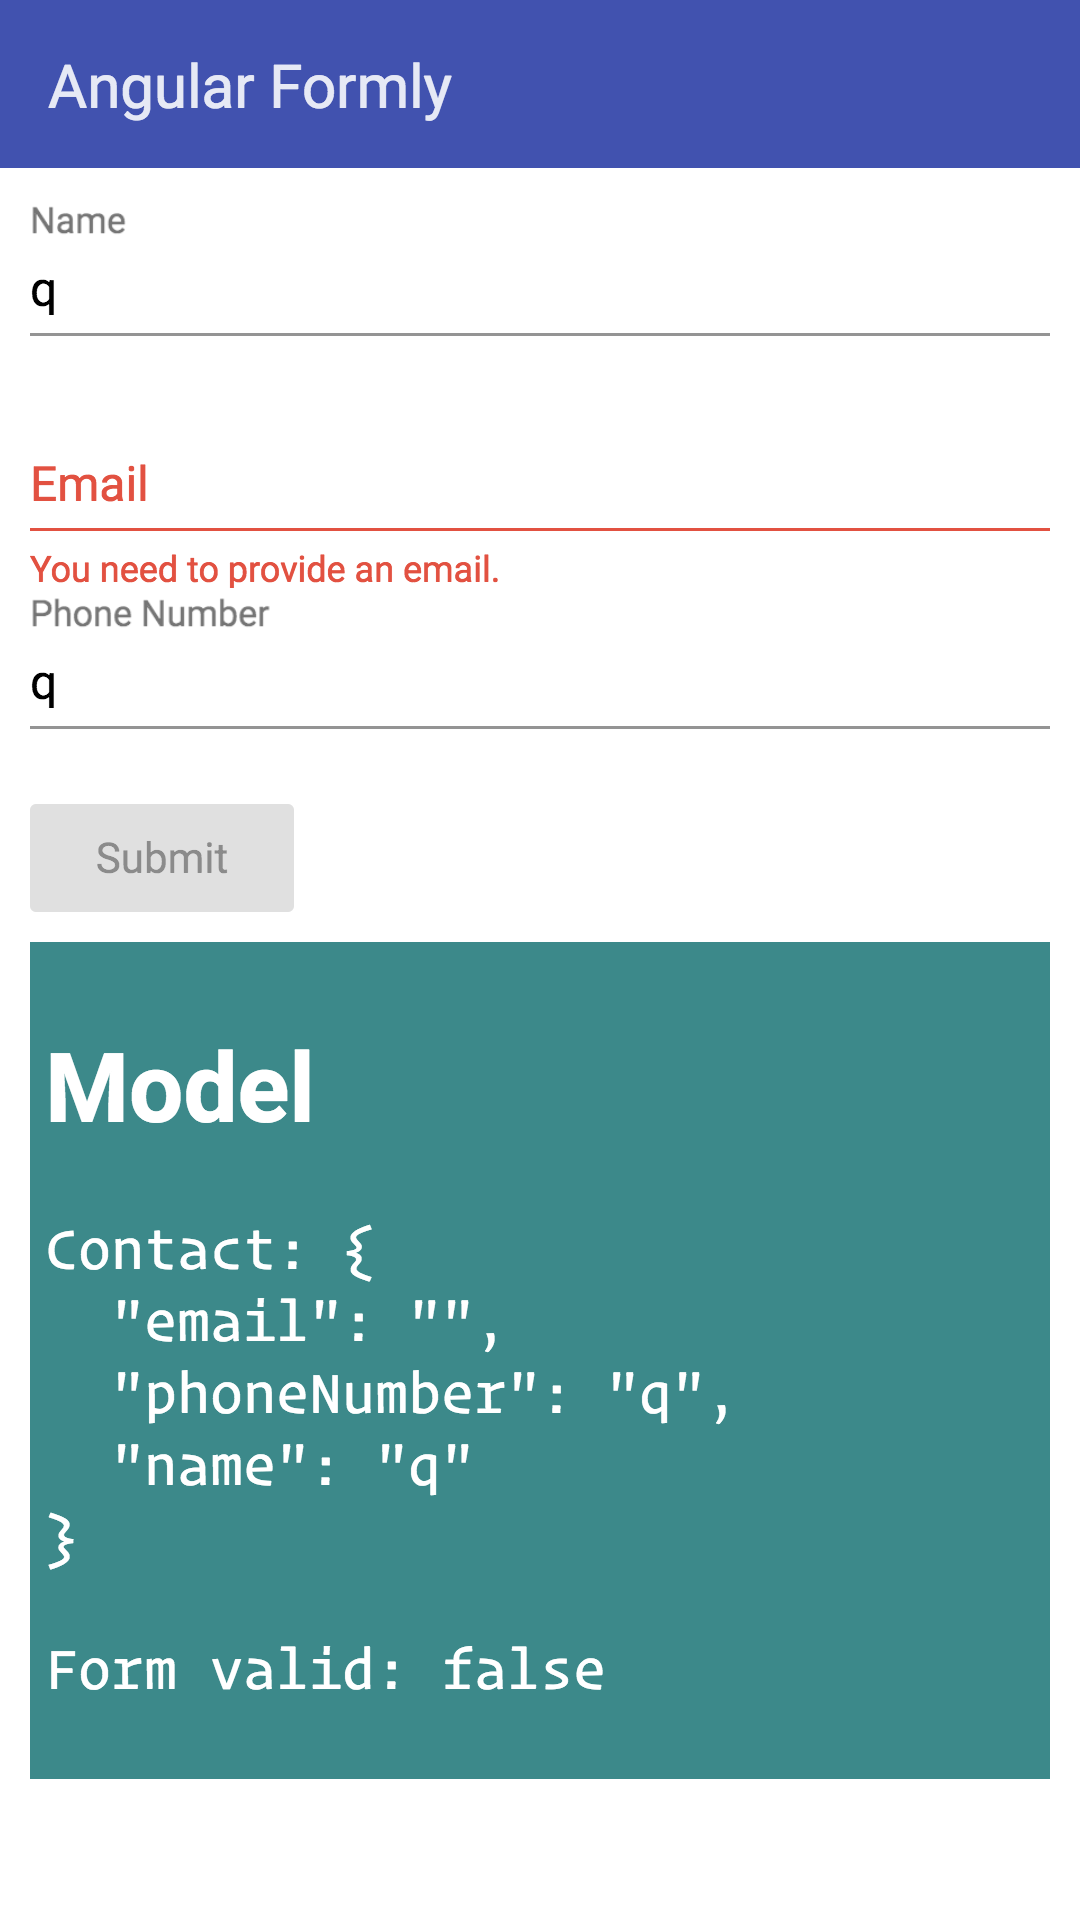 Angular Formly
Name
q
Email
You need to provide an email.
Phone Number
q
Submit
Model
Contact: {
  "email": "",
  "phoneNumber": "q",
  "name": "q"
}
Form valid: false